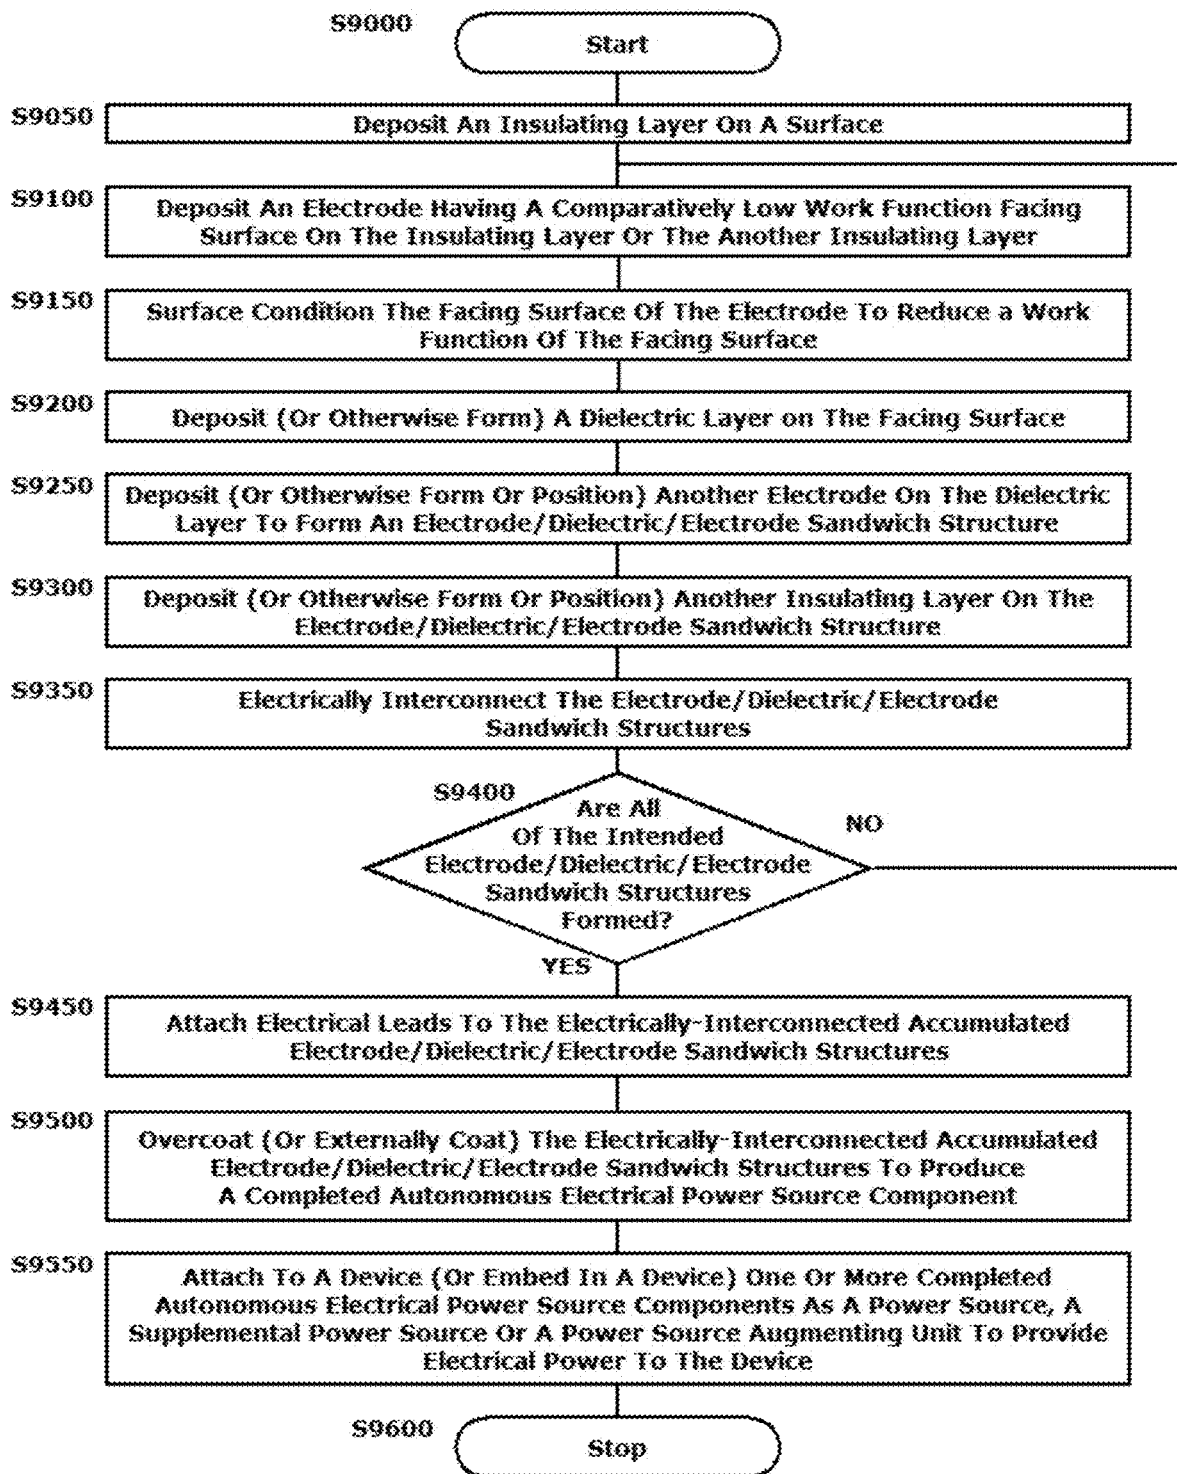 S9000
Start
S9050
Deposit An Insulating Layer On A Surface
S9100
Deposit An Electrode Having A Comparatively Low Work Function Facing
Surface On The Insulating Layer Or The Another Insulating Layer
S9150
Surface Condition The Facing Surface Of The Electrode To Reduce a Work
Function Of The Facing Surface
S9200
Deposit (Or Otherwise Form) A Dielectric Layer on The Facing Surface
S9250
Deposit (Or Otherwise Form Or Position) Another Electrode On The Dielectric
Layer To Form An Electrode/Dielectric/Electrode Sandwich Structure
S9300
Deposit (Or Otherwise Form Or Position) Another Insulating Layer On The
Electrode/Dielectric/Electrode Sandwich Structure
S9350
Electrically Interconnect The Electrode/Dielectric/Electrode
Sandwich Structures
S9400
Are All
Of The Intended
Electrode/Dielectric/Electrode
Sandwich Structures
Formed?
NO
YES
S9450
Attach Electrical Leads To The Electrically-Interconnected Accumulated
Electrode/Dielectric/Electrode Sandwich Structures
S9500
Overcoat (Or Externally Coat) The Electrically-Interconnected Accumulated
Electrode/Dielectric/Electrode Sandwich Structures To Produce
A Completed Autonomous Electrical Power Source Component
S9550
Attach To A Device (Or Embed In A Device) One Or More Completed
Autonomous Electrical Power Source Components As A Power Source, A
Supplemental Power Source Or A Power Source Augmenting Unit To Provide
Electrical Power To The Device
S9600
Stop